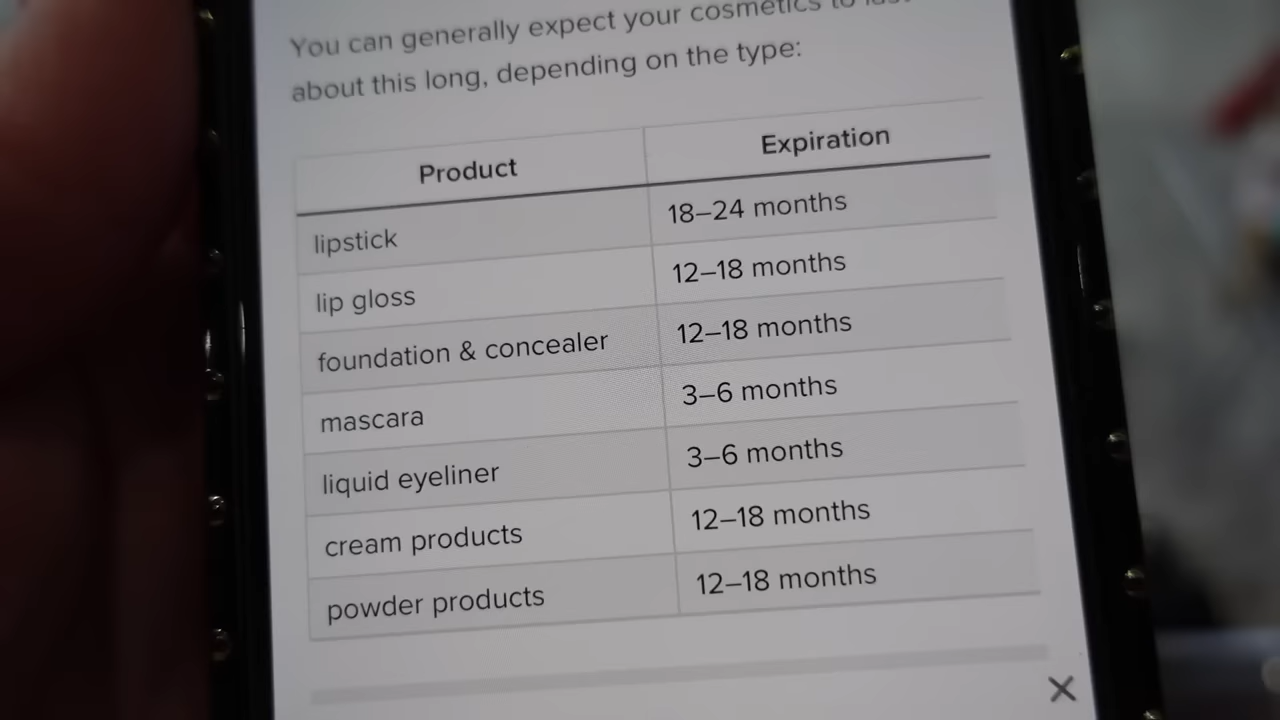 You can generally expect your cosmetics to last
about this long, depending on the type:
Product Expiration
lipstick 18–24 months
lip gloss 12–18 months
foundation & concealer 12–18 months
mascara 3–6 months
liquid eyeliner 3–6 months
cream products 12–18 months
powder products 12–18 months